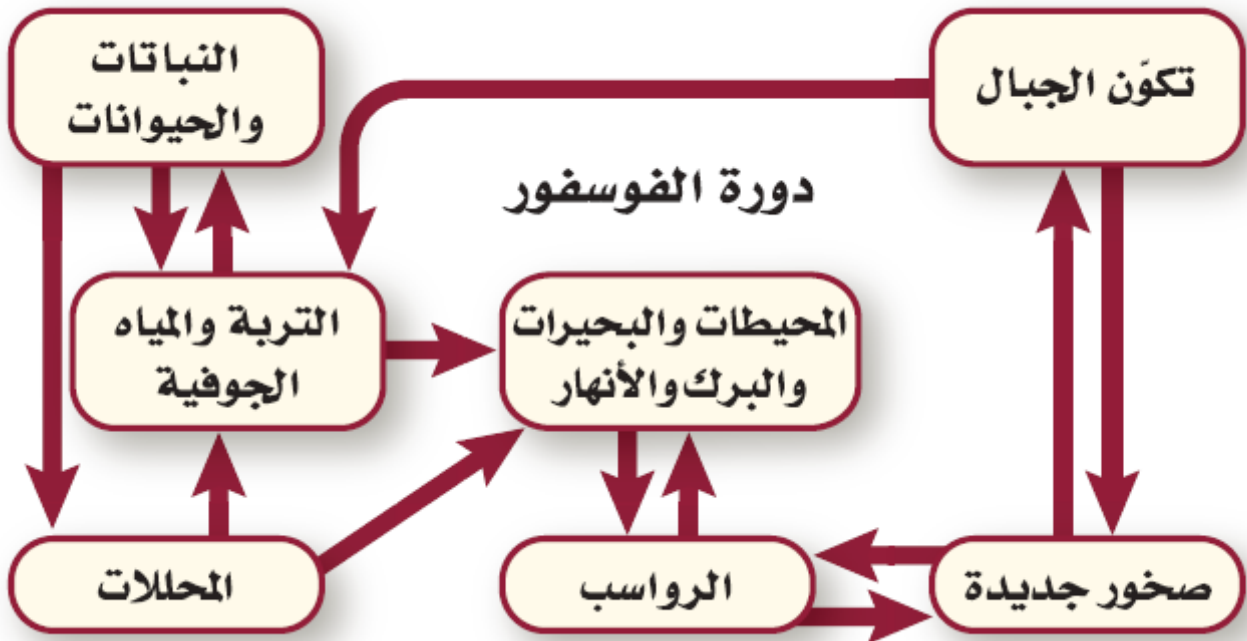 تكوّن الجبال
النباتات
والحيوانات
دورة الفوسفور
المحيطات والبحيرات
والبرك والأنهار
التربة والمياه
الجوفية
صخور جديدة
الرواسب
المحللات